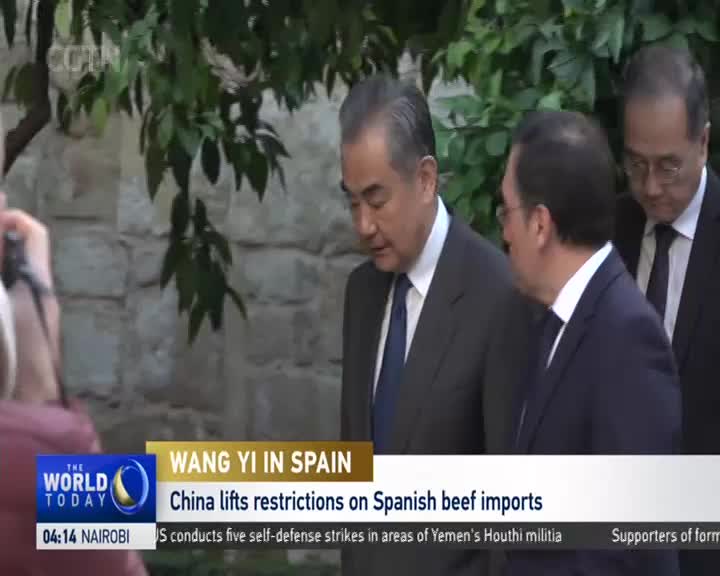 CGTN
WANG YI IN SPAIN
THE
WORLD
TODAY
China lifts restrictions on Spanish beef imports
04:14 NAIROBI
US conducts five self-defense strikes in areas of Yemen's Houthi militia
Supporters of form